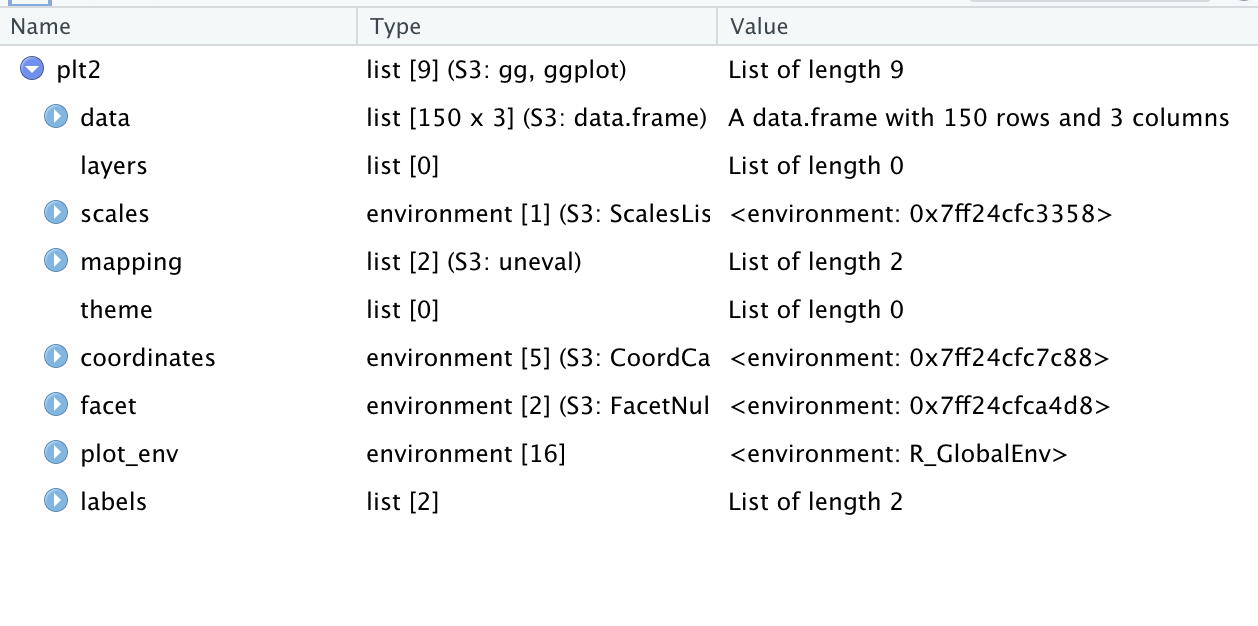 Name Type Value
plt2 list [9] (S3: gg, ggplot) List of length 9
data list [150 x 3] (S3: data.frame) A data.frame with 150 rows and 3 columns
layers list [0] List of length 0
scales environment [1] (S3: ScalesLis <environment: 0x7ff24cfc3358>
mapping list [2] (S3: uneval) List of length 2
theme list [0] List of length 0
coordinates environment [5] (S3: CoordCa <environment: 0x7ff24cfc7c88>
facet environment [2] (S3: FacetNul <environment: 0x7ff24cfca4d8>
plot_env environment [16] <environment: R_GlobalEnv>
labels list [2] List of length 2